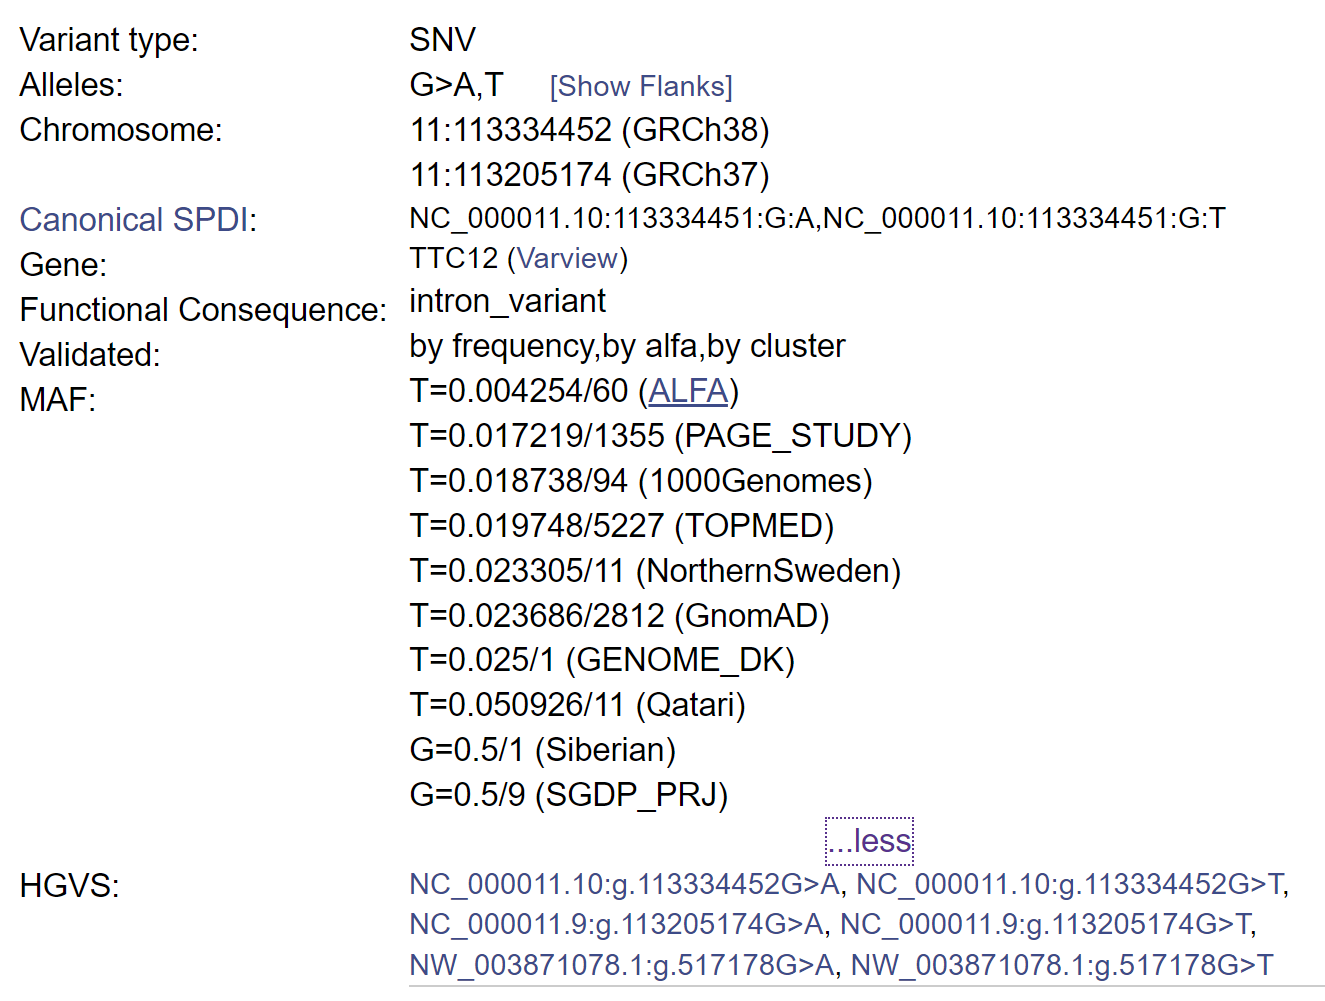 Variant type: SNV
Alleles: G>A,T [Show Flanks]
Chromosome: 11:113334452 (GRCh38)
11:113205174 (GRCh37)
Canonical SPDI: NC_000011.10:113334451:G:A,NC_000011.10:113334451:G:T
Gene: TTC12 (Varview)
Functional Consequence: intron_variant
Validated: by frequency,by alfa,by cluster
MAF: T=0.004254/60 (ALFA)
T=0.017219/1355 (PAGE_STUDY)
T=0.018738/94 (1000Genomes)
T=0.019748/5227 (TOPMED)
T=0.023305/11 (NorthernSweden)
T=0.023686/2812 (GnomAD)
T=0.025/1 (GENOME_DK)
T=0.050926/11 (Qatari)
G=0.5/1 (Siberian)
G=0.5/9 (SGDP_PRJ)
...less
HGVS: NC_000011.10:g.113334452G>A, NC_000011.10:g.113334452G>T,
NC_000011.9:g.113205174G>A, NC_000011.9:g.113205174G>T,
NW_003871078.1:g.517178G>A, NW_003871078.1:g.517178G>T